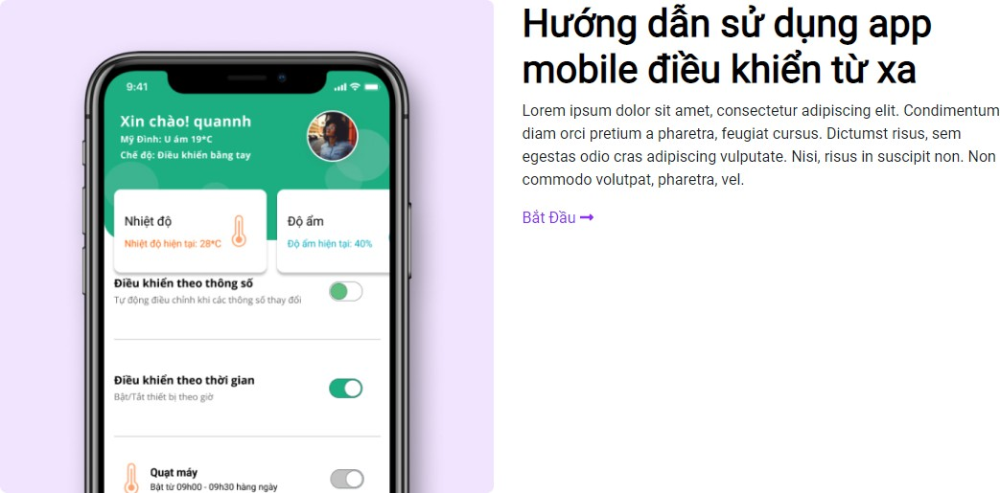 9:41
Xin chào! quannh
Mỹ Đình: U ám 19*C
Chế độ: Điều khiển bằng tay
Nhiệt độ
Nhiệt độ hiện tại: 28*C
Độ ẩm
Độ ẩm hiện tại: 40%
Điều khiển theo thông số
Tự động điều chỉnh khi các thông số thay đổi
Điều khiển theo thời gian
Bật/Tắt thiết bị theo giờ
Quạt máy
Bật từ 09h00 - 09h30 hàng ngày
Hướng dẫn sử dụng app
mobile điều khiển từ xa
Lorem ipsum dolor sit amet, consectetur adipiscing elit. Condimentum
diam orci pretium a pharetra, feugiat cursus. Dictumst risus, sem
egestas odio cras adipiscing vulputate. Nisi, risus in suscipit non. Non
commodo volutpat, pharetra, vel.
Bắt Đầu